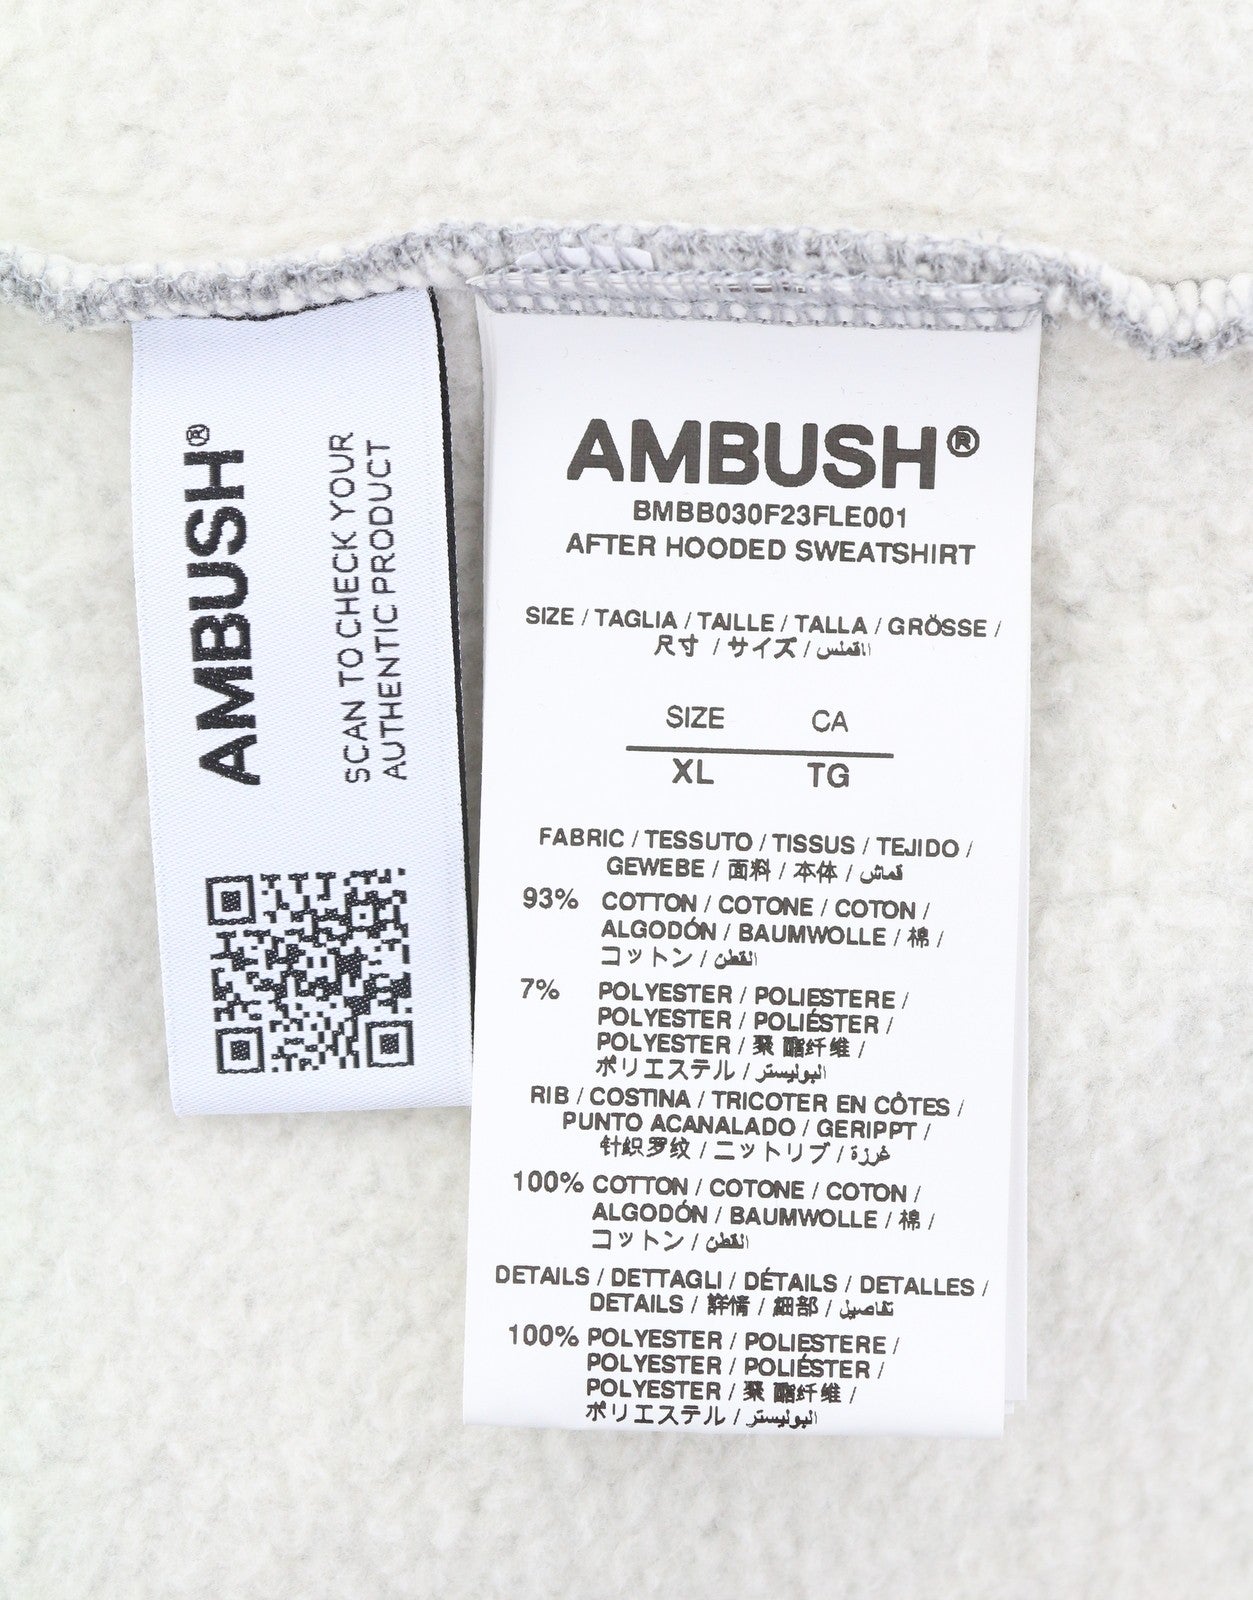 AMBUSH®
SCAN TO CHECK YOUR
AUTHENTIC PRODUCT
AMBUSH®
BMBB030F23FLE001
AFTER HOODED SWEATSHIRT
SIZE / TAGLIA / TAILLE / TALLA / GRÖSSE /
尺寸 / サイズ /
SIZE CA
XL TG
FABRIC / TESSUTO / TISSUS / TEJIDO /
GEWEBE / 面料 / 本体 / قماش
93% COTTON / COTONE / COTON /
ALGODÓN / BAUMWOLLE / 棉 /
コットン / القطن
7% POLYESTER / POLIESTERE /
POLYESTER / POLIÉSTER /
POLYESTER / 聚 酯纤维 /
ポリエステル / البوليستر
RIB / COSTINA / TRICOTER EN CÔTES /
PUNTO ACANALADO / GERIPPT /
针织罗纹 / ニットリブ / غرزة
100% COTTON / COTONE / COTON /
ALGODÓN / BAUMWOLLE / 棉 /
コットン / القطن
DETAILS / DETTAGLI / DÉTAILS / DETALLES /
DETAILS / 詳情 / 細部 / تفاصيل
100% POLYESTER / POLIESTERE /
POLYESTER / POLIÉSTER /
POLYESTER / 聚 酯纤维 /
ポリエステル / البوليستر